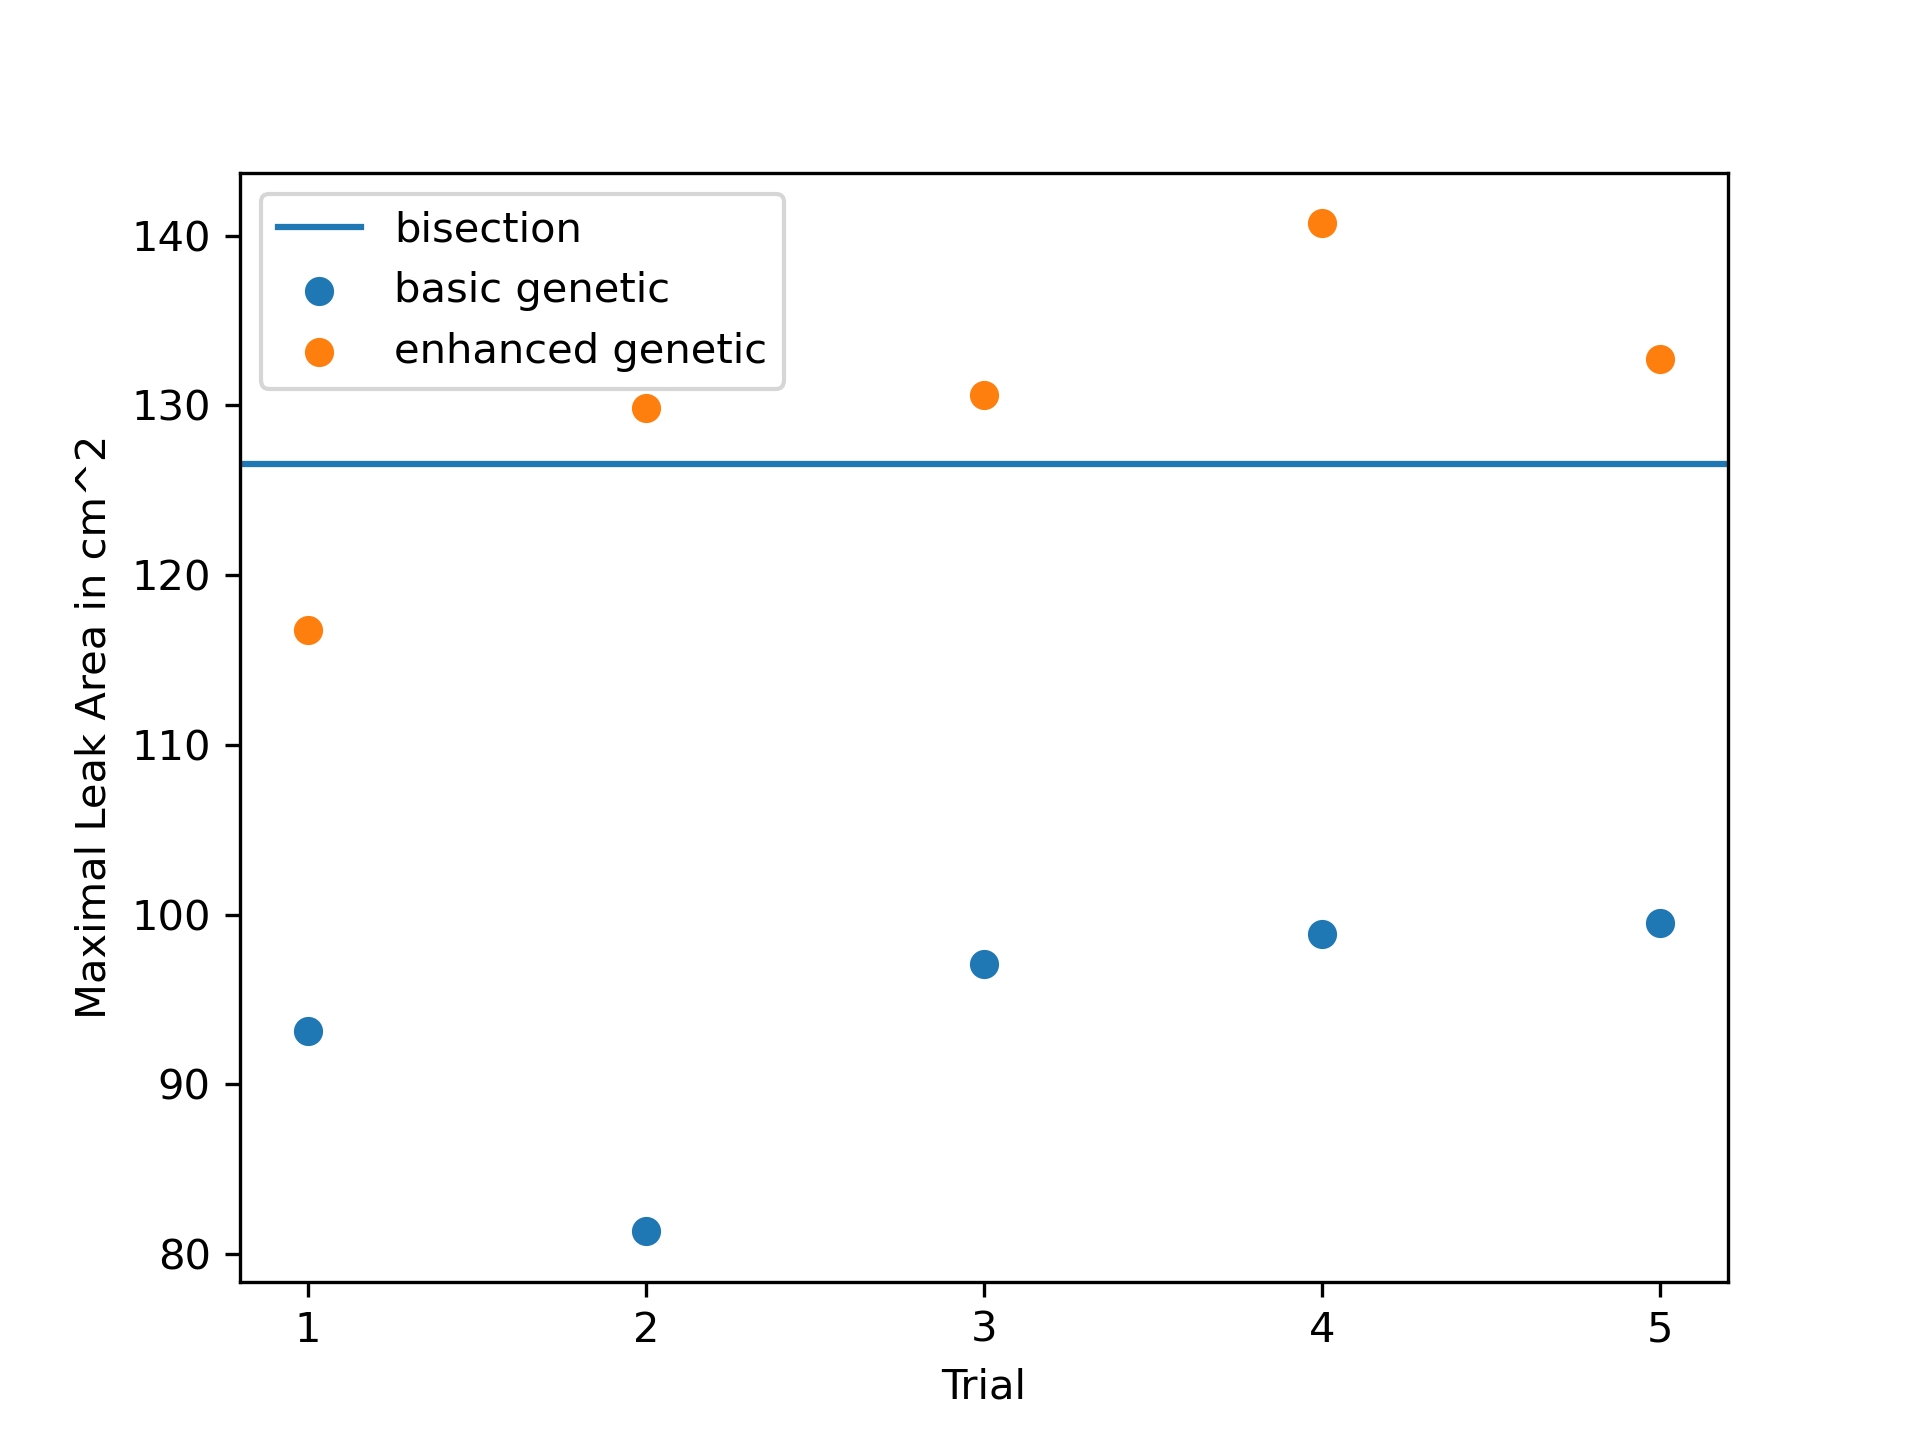 bisection
basic genetic
enhanced genetic
140
130
120
110
100
90
80
Maximal Leak Area in cm^2
1 2 3 4 5
Trial